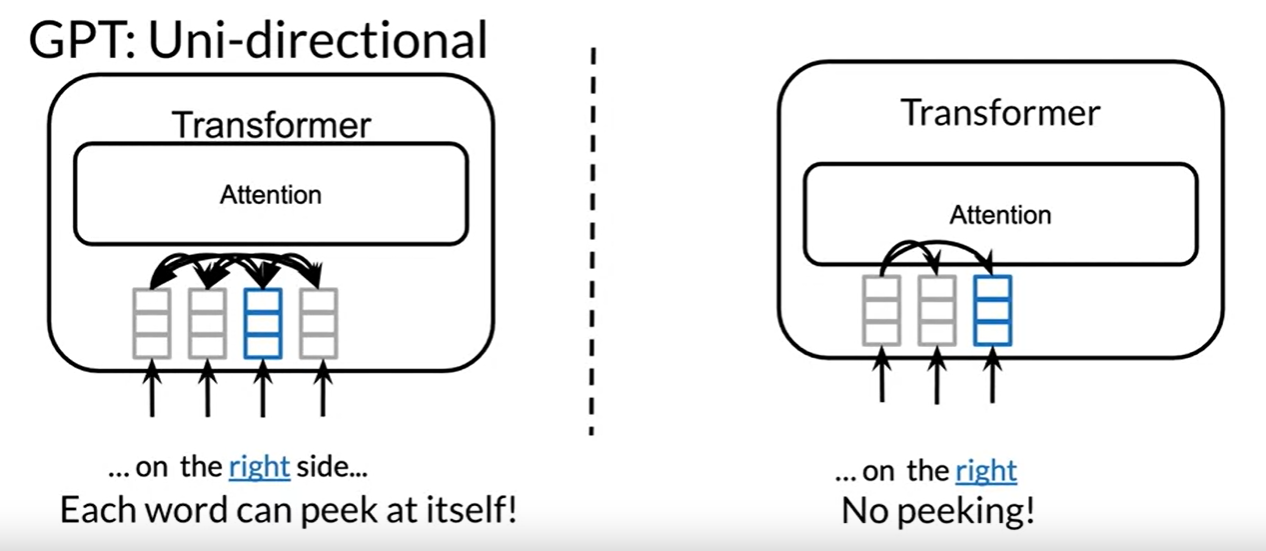 GPT: Uni-directional
Transformer
Attention
... on the right side...
Each word can peek at itself!
Transformer
Attention
... on the right
No peeking!